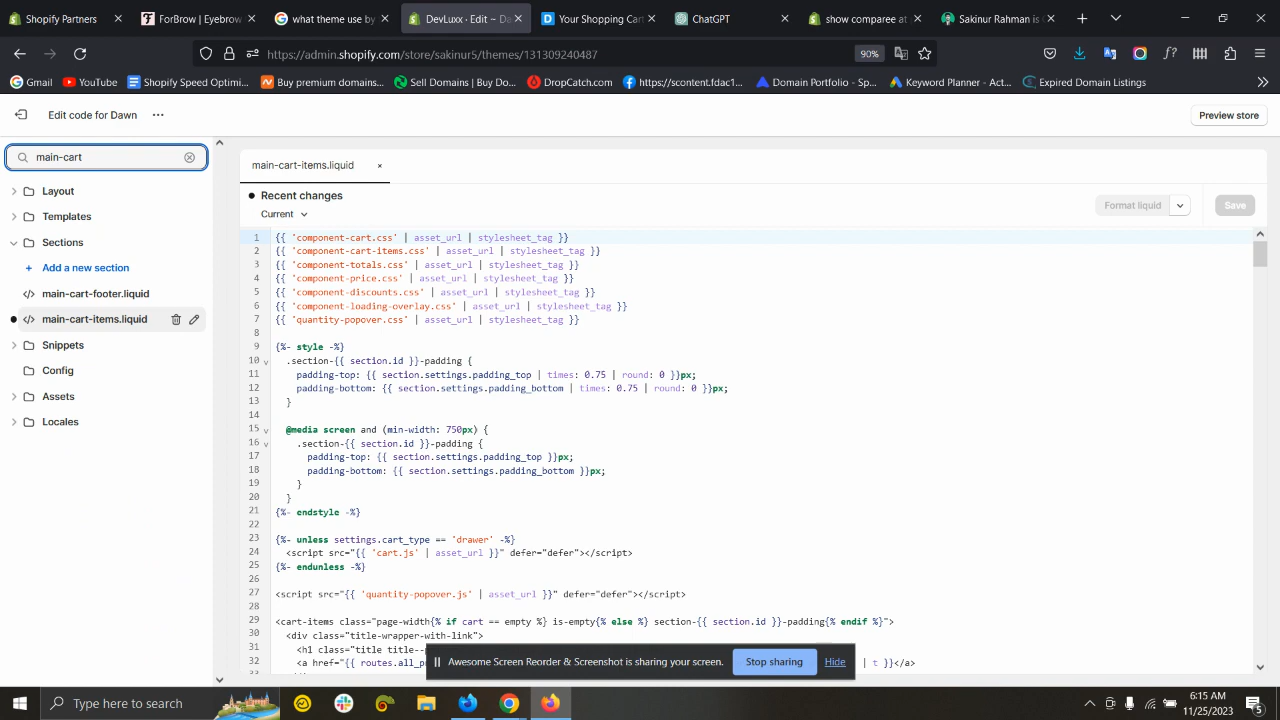 Shopify Partners
ForBrow | Eyebrow
what theme use by
DevLuxx · Edit ~ Da
Your Shopping Cart
ChatGPT
show comparee at
Sakinur Rahman is
https://admin.shopify.com/store/sakinur5/themes/131309240487
90%
Gmail
YouTube
Shopify Speed Optimi...
Buy premium domains...
Sell Domains | Buy Do...
DropCatch.com
https://scontent.fdac1...
Domain Portfolio - Sp...
Keyword Planner - Act...
Expired Domain Listings
Edit code for Dawn
Preview store
main-cart
Layout
Templates
Sections
+ Add a new section
</> main-cart-footer.liquid
</> main-cart-items.liquid
Snippets
Config
Assets
Locales
main-cart-items.liquid
Recent changes
Current
Format liquid
Save
1 {{ 'component-cart.css' | asset_url | stylesheet_tag }}
2 {{ 'component-cart-items.css' | asset_url | stylesheet_tag }}
3 {{ 'component-totals.css' | asset_url | stylesheet_tag }}
4 {{ 'component-price.css' | asset_url | stylesheet_tag }}
5 {{ 'component-discounts.css' | asset_url | stylesheet_tag }}
6 {{ 'component-loading-overlay.css' | asset_url | stylesheet_tag }}
7 {{ 'quantity-popover.css' | asset_url | stylesheet_tag }}
8
9 {%- style -%}
10 .section-{{ section.id }}-padding {
11 padding-top: {{ section.settings.padding_top | times: 0.75 | round: 0 }}px;
12 padding-bottom: {{ section.settings.padding_bottom | times: 0.75 | round: 0 }}px;
13 }
14
15 @media screen and (min-width: 750px) {
16 .section-{{ section.id }}-padding {
17 padding-top: {{ section.settings.padding_top }}px;
18 padding-bottom: {{ section.settings.padding_bottom }}px;
19 }
20 }
21 {%- endstyle -%}
22
23 {%- unless settings.cart_type == 'drawer' -%}
24 <script src="{{ 'cart.js' | asset_url }}" defer="defer"></script>
25 {%- endunless -%}
26
27 <script src="{{ 'quantity-popover.js' | asset_url }}" defer="defer"></script>
28
29 <cart-items class="page-width{% if cart == empty %} is-empty{% else %} section-{{ section.id }}-padding{% endif %}">
30 <div class="title-wrapper-with-link">
31 <h1 class="title title--
32 <a href="{{ routes.all_p | t }}</a>
Awesome Screen Reorder & Screenshot is sharing your screen.
Stop sharing
Hide
Type here to search
6:15 AM
11/25/2023
5